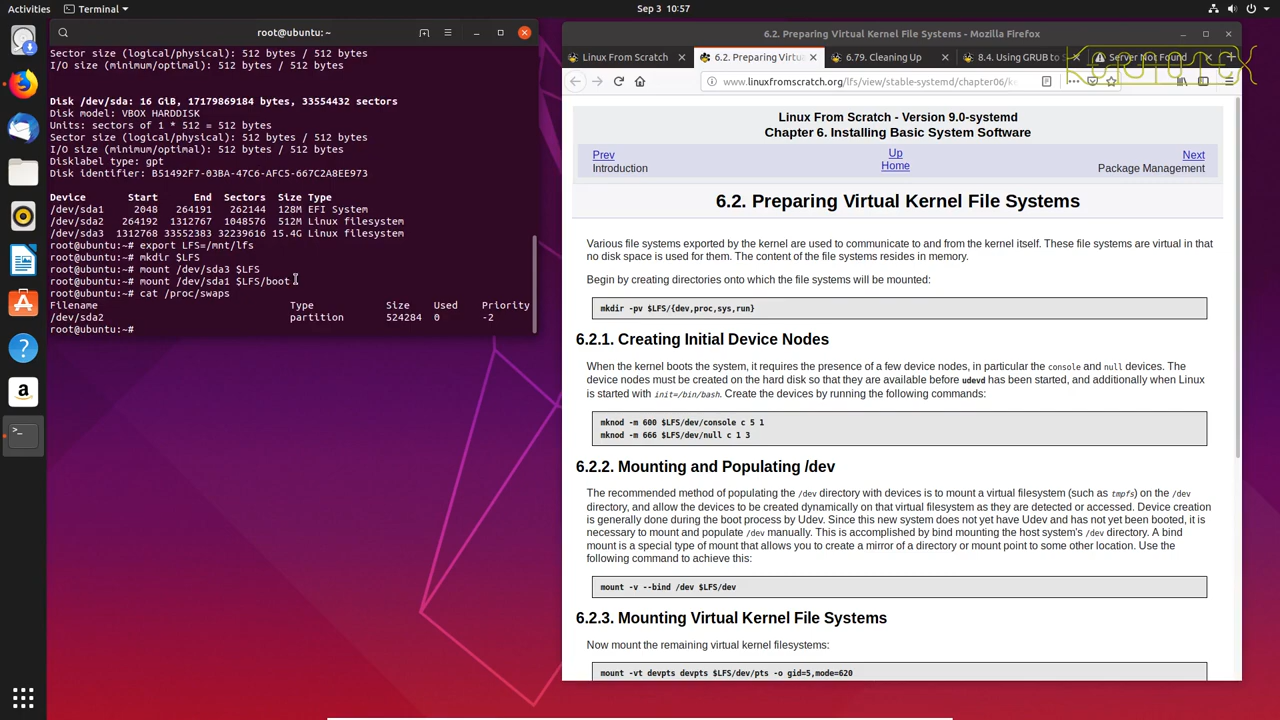 Activities
Terminal
Sep 3 10:57
root@ubuntu: ~
Sector size (logical/physical): 512 bytes / 512 bytes
I/O size (minimum/optimal): 512 bytes / 512 bytes
Disk /dev/sda: 16 GiB, 17179869184 bytes, 33554432 sectors
Disk model: VBOX HARDDISK
Units: sectors of 1 * 512 = 512 bytes
Sector size (logical/physical): 512 bytes / 512 bytes
I/O size (minimum/optimal): 512 bytes / 512 bytes
Disklabel type: gpt
Disk identifier: B51492F7-03BA-47C6-AFC5-667C2A8EE973
Device Start End Sectors Size Type
/dev/sda1 2048 264191 262144 128M EFI System
/dev/sda2 264192 1312767 1048576 512M Linux filesystem
/dev/sda3 1312768 33552383 32239616 15.4G Linux filesystem
root@ubuntu:~# export LFS=/mnt/lfs
root@ubuntu:~# mkdir $LFS
root@ubuntu:~# mount /dev/sda3 $LFS
root@ubuntu:~# mount /dev/sda1 $LFS/boot
root@ubuntu:~# cat /proc/swaps
Filename Type Size Used Priority
/dev/sda2 partition 524284 0 -2
root@ubuntu:~#
6.2. Preparing Virtual Kernel File Systems - Mozilla Firefox
Linux From Scratch
6.2. Preparing Virtu
6.79. Cleaning Up
8.4. Using GRUB to S
Server Not Found
www.linuxfromscratch.org/lfs/view/stable-systemd/chapter06/ke
Linux From Scratch - Version 9.0-systemd
Chapter 6. Installing Basic System Software
Prev
Up
Next
Introduction
Home
Package Management
6.2. Preparing Virtual Kernel File Systems
Various file systems exported by the kernel are used to communicate to and from the kernel itself. These file systems are virtual in that
no disk space is used for them. The content of the file systems resides in memory.
Begin by creating directories onto which the file systems will be mounted:
mkdir -pv $LFS/{dev,proc,sys,run}
6.2.1. Creating Initial Device Nodes
When the kernel boots the system, it requires the presence of a few device nodes, in particular the console and null devices. The
device nodes must be created on the hard disk so that they are available before udevd has been started, and additionally when Linux
is started with init=/bin/bash. Create the devices by running the following commands:
mknod -m 600 $LFS/dev/console c 5 1
mknod -m 666 $LFS/dev/null c 1 3
6.2.2. Mounting and Populating /dev
The recommended method of populating the /dev directory with devices is to mount a virtual filesystem (such as tmpfs) on the /dev
directory, and allow the devices to be created dynamically on that virtual filesystem as they are detected or accessed. Device creation
is generally done during the boot process by Udev. Since this new system does not yet have Udev and has not yet been booted, it is
necessary to mount and populate /dev manually. This is accomplished by bind mounting the host system's /dev directory. A bind
mount is a special type of mount that allows you to create a mirror of a directory or mount point to some other location. Use the
following command to achieve this:
mount -v --bind /dev $LFS/dev
6.2.3. Mounting Virtual Kernel File Systems
Now mount the remaining virtual kernel filesystems:
mount -vt devpts devpts $LFS/dev/pts -o gid=5,mode=620